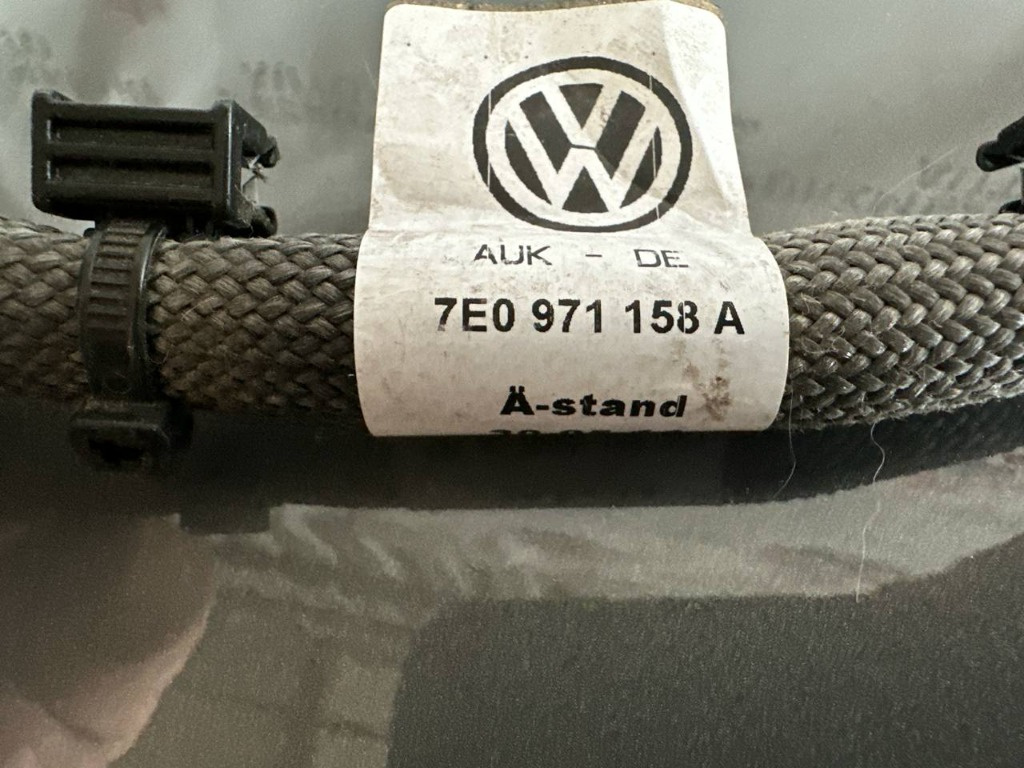 AUK - DE
7E0 971 158 A
Ä-stand